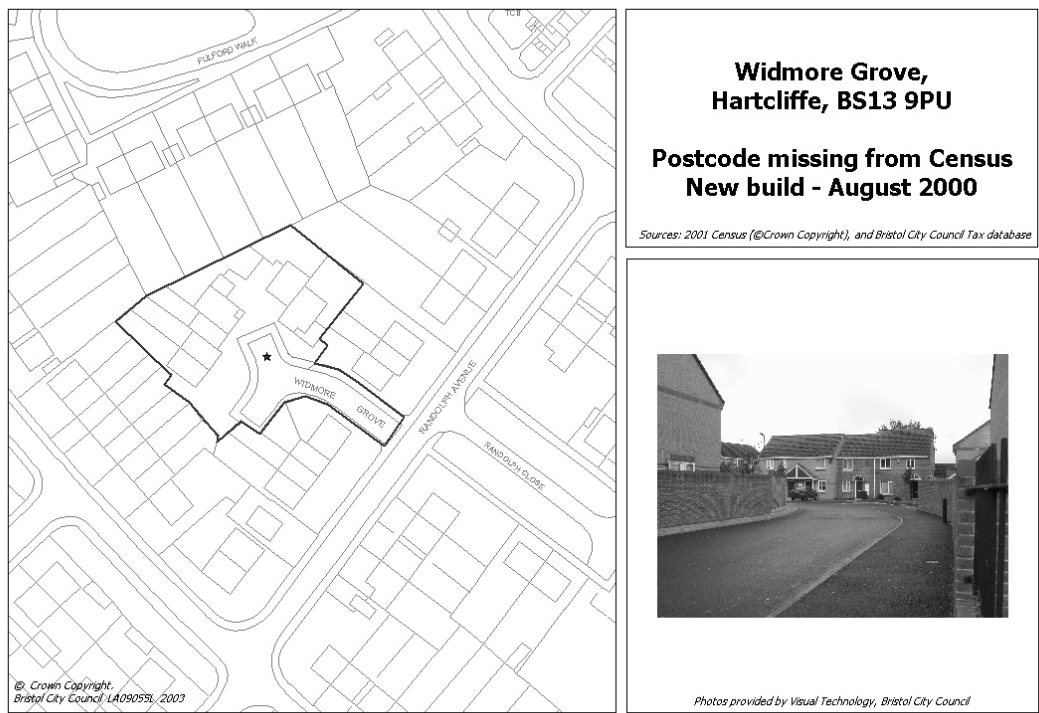 TCB
PULFORD WALK
WIDMORE GROVE
RANDOLPH AVENUE
RANDOLPH CLOSE
© Crown Copyright.
Bristol City Council LA09055L 2003
Widmore Grove,
Hartcliffe, BS13 9PU
Postcode missing from Census
New build - August 2000
Sources: 2001 Census (©Crown Copyright), and Bristol City Council Tax database
Photos provided by Visual Technology, Bristol City Council